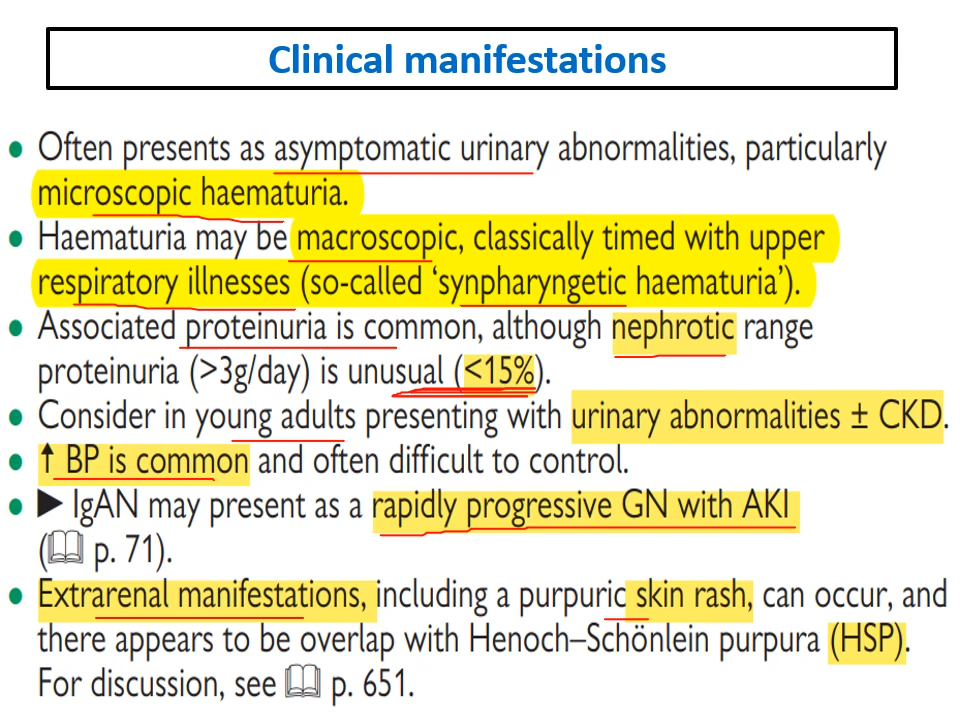 Clinical manifestations
● Often presents as asymptomatic urinary abnormalities, particularly
microscopic haematuria.
● Haematuria may be macroscopic, classically timed with upper
respiratory illnesses (so-called ‘synpharyngetic haematuria’).
● Associated proteinuria is common, although nephrotic range
proteinuria (>3g/day) is unusual (<15%).
● Consider in young adults presenting with urinary abnormalities ± CKD.
● ↑ BP is common and often difficult to control.
● ▶ IgAN may present as a rapidly progressive GN with AKI
(📖 p. 71).
● Extrarenal manifestations, including a purpuric skin rash, can occur, and
there appears to be overlap with Henoch–Schönlein purpura (HSP).
For discussion, see 📖 p. 651.